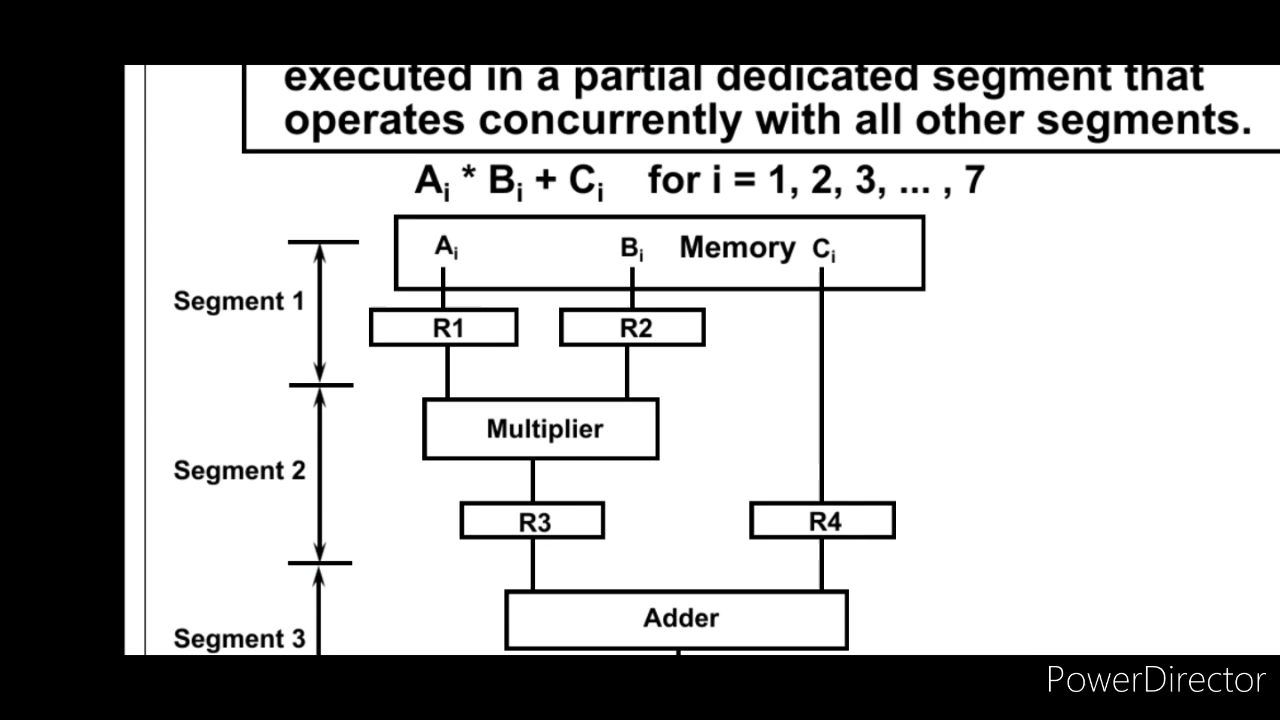 executed in a partial dedicated segment that
operates concurrently with all other segments.
Aᵢ * Bᵢ + Cᵢ for i = 1, 2, 3, ... , 7
Aᵢ Bᵢ Memory Cᵢ
Segment 1
R1 R2
Multiplier
Segment 2
R3 R4
Adder
Segment 3
PowerDirector